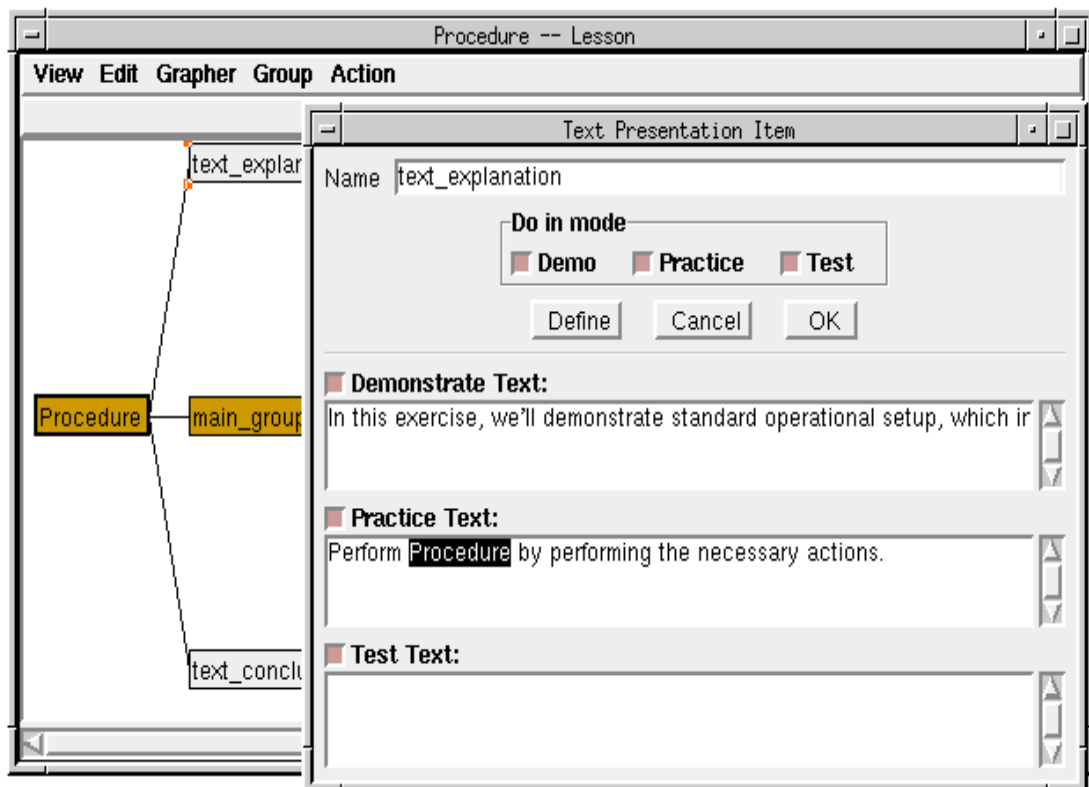 Procedure -- Lesson
View Edit Grapher Group Action
Text Presentation Item
text_explan
Name text_explanation
Do in mode
Demo Practice Test
Define Cancel OK
Demonstrate Text:
In this exercise, we'll demonstrate standard operational setup, which
Procedure
main_group
Practice Text:
Perform Procedure by performing the necessary actions.
Test Text:
text_conclu